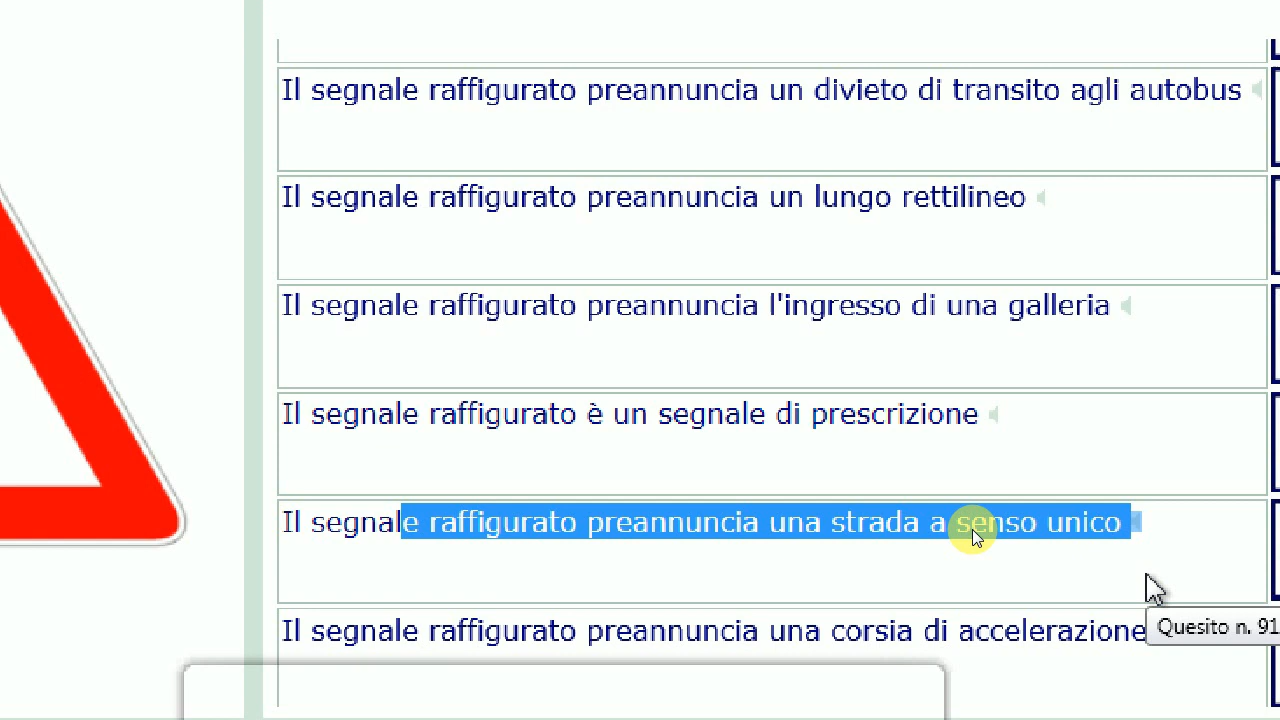 Il segnale raffigurato preannuncia un divieto di transito agli autobus
Il segnale raffigurato preannuncia un lungo rettilineo
Il segnale raffigurato preannuncia l'ingresso di una galleria
Il segnale raffigurato è un segnale di prescrizione
Il segnale raffigurato preannuncia una strada a senso unico
Il segnale raffigurato preannuncia una corsia di accelerazione
Quesito n. 91